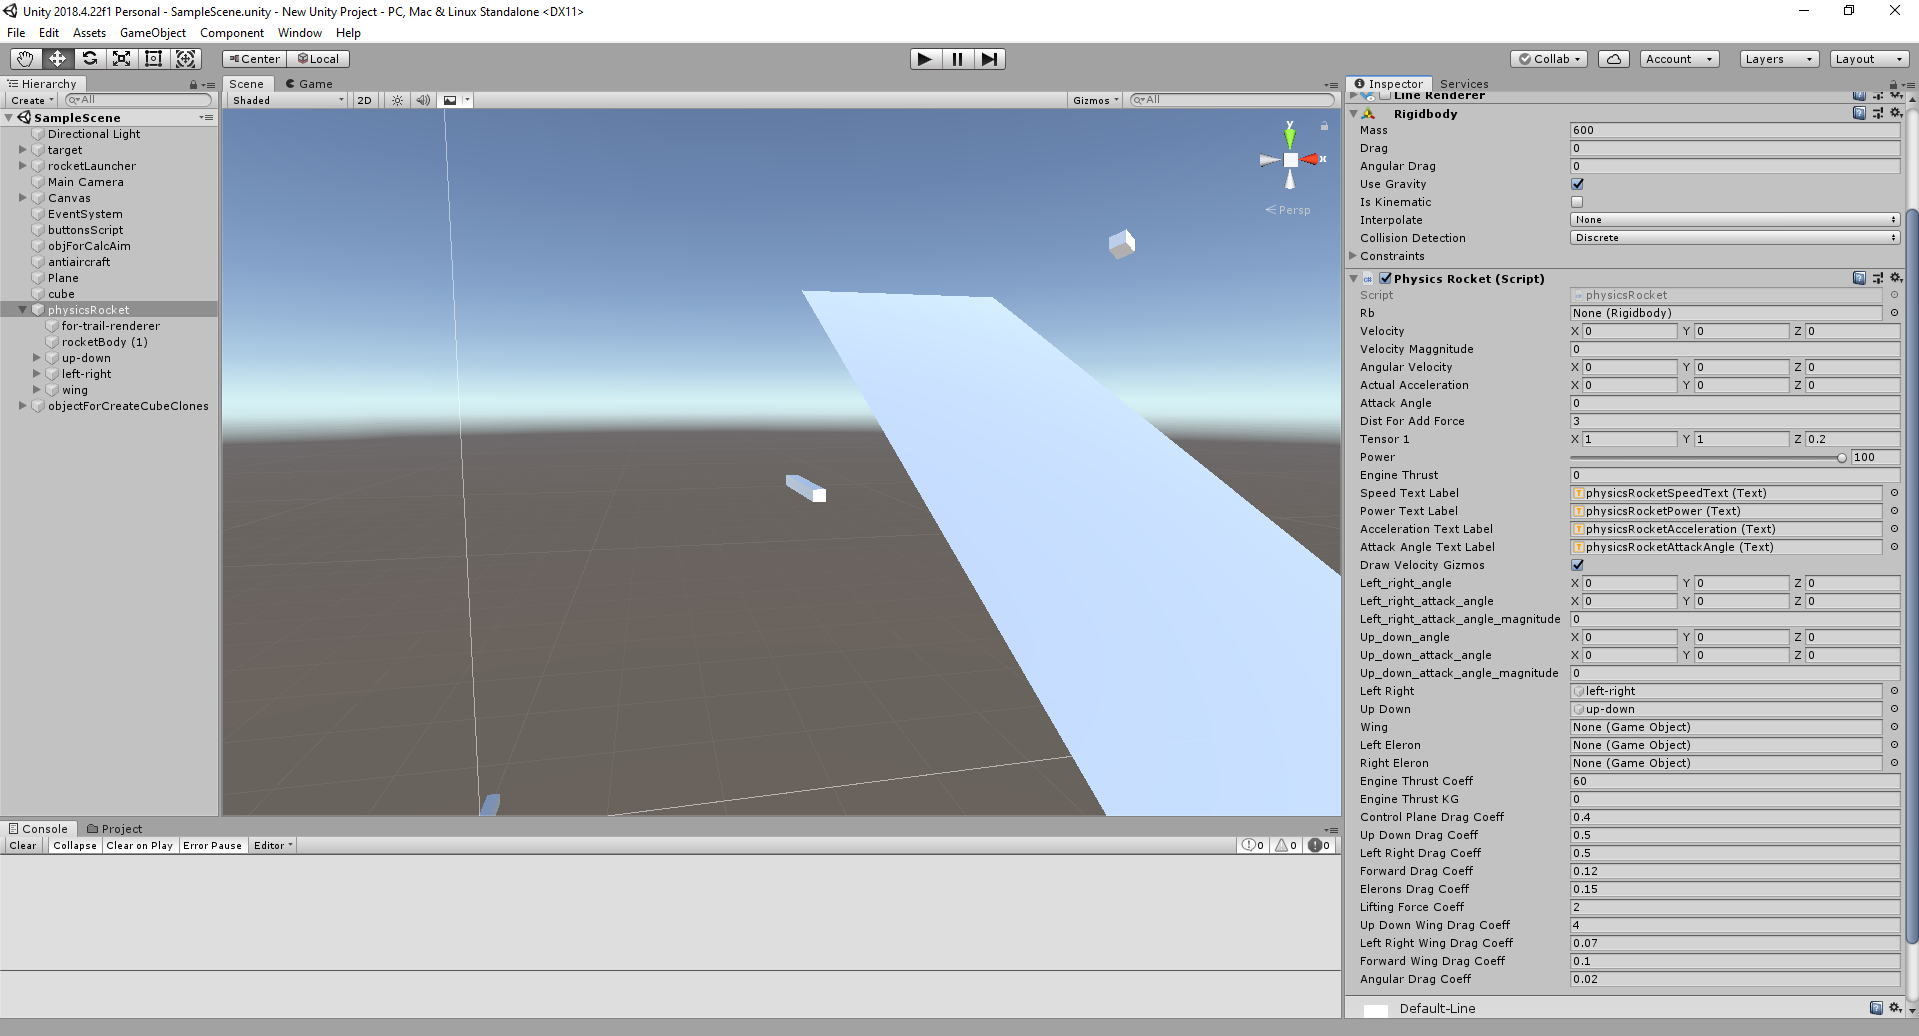 Unity 2018.4.22f1 Personal - SampleScene.unity - New Unity Project - PC, Mac & Linux Standalone <DX11>
File Edit Assets GameObject Component Window Help
Center Local
Collab Account Layers Layout
Hierarchy
Create All
SampleScene
Directional Light
target
rocketLauncher
Main Camera
Canvas
EventSystem
buttonsScript
objForCalcAim
antiaircraft
Plane
cube
physicsRocket
for-trail-renderer
rocketBody (1)
up-down
left-right
wing
objectForCreateCubeClones
Scene Game
Shaded 2D Gizmos All
y
x
Persp
Console Project
Clear Collapse Clear on Play Error Pause Editor 0 0 0
Inspector Services
Line Renderer
Rigidbody
Mass 600
Drag 0
Angular Drag 0
Use Gravity
Is Kinematic
Interpolate None
Collision Detection Discrete
Constraints
Physics Rocket (Script)
Script physicsRocket
Rb None (Rigidbody)
Velocity X 0 Y 0 Z 0
Velocity Maggnitude 0
Angular Velocity X 0 Y 0 Z 0
Actual Acceleration X 0 Y 0 Z 0
Attack Angle 0
Dist For Add Force 3
Tensor 1 X 1 Y 1 Z 0.2
Power 100
Engine Thrust 0
Speed Text Label physicsRocketSpeedText (Text)
Power Text Label physicsRocketPower (Text)
Acceleration Text Label physicsRocketAcceleration (Text)
Attack Angle Text Label physicsRocketAttackAngle (Text)
Draw Velocity Gizmos
Left_right_angle X 0 Y 0 Z 0
Left_right_attack_angle X 0 Y 0 Z 0
Left_right_attack_angle_magnitude 0
Up_down_angle X 0 Y 0 Z 0
Up_down_attack_angle X 0 Y 0 Z 0
Up_down_attack_angle_magnitude 0
Left Right left-right
Up Down up-down
Wing None (Game Object)
Left Eleron None (Game Object)
Right Eleron None (Game Object)
Engine Thrust Coeff 60
Engine Thrust KG 0
Control Plane Drag Coeff 0.4
Up Down Drag Coeff 0.5
Left Right Drag Coeff 0.5
Forward Drag Coeff 0.12
Elerons Drag Coeff 0.15
Lifting Force Coeff 2
Up Down Wing Drag Coeff 4
Left Right Wing Drag Coeff 0.07
Forward Wing Drag Coeff 0.1
Angular Drag Coeff 0.02
Default-Line